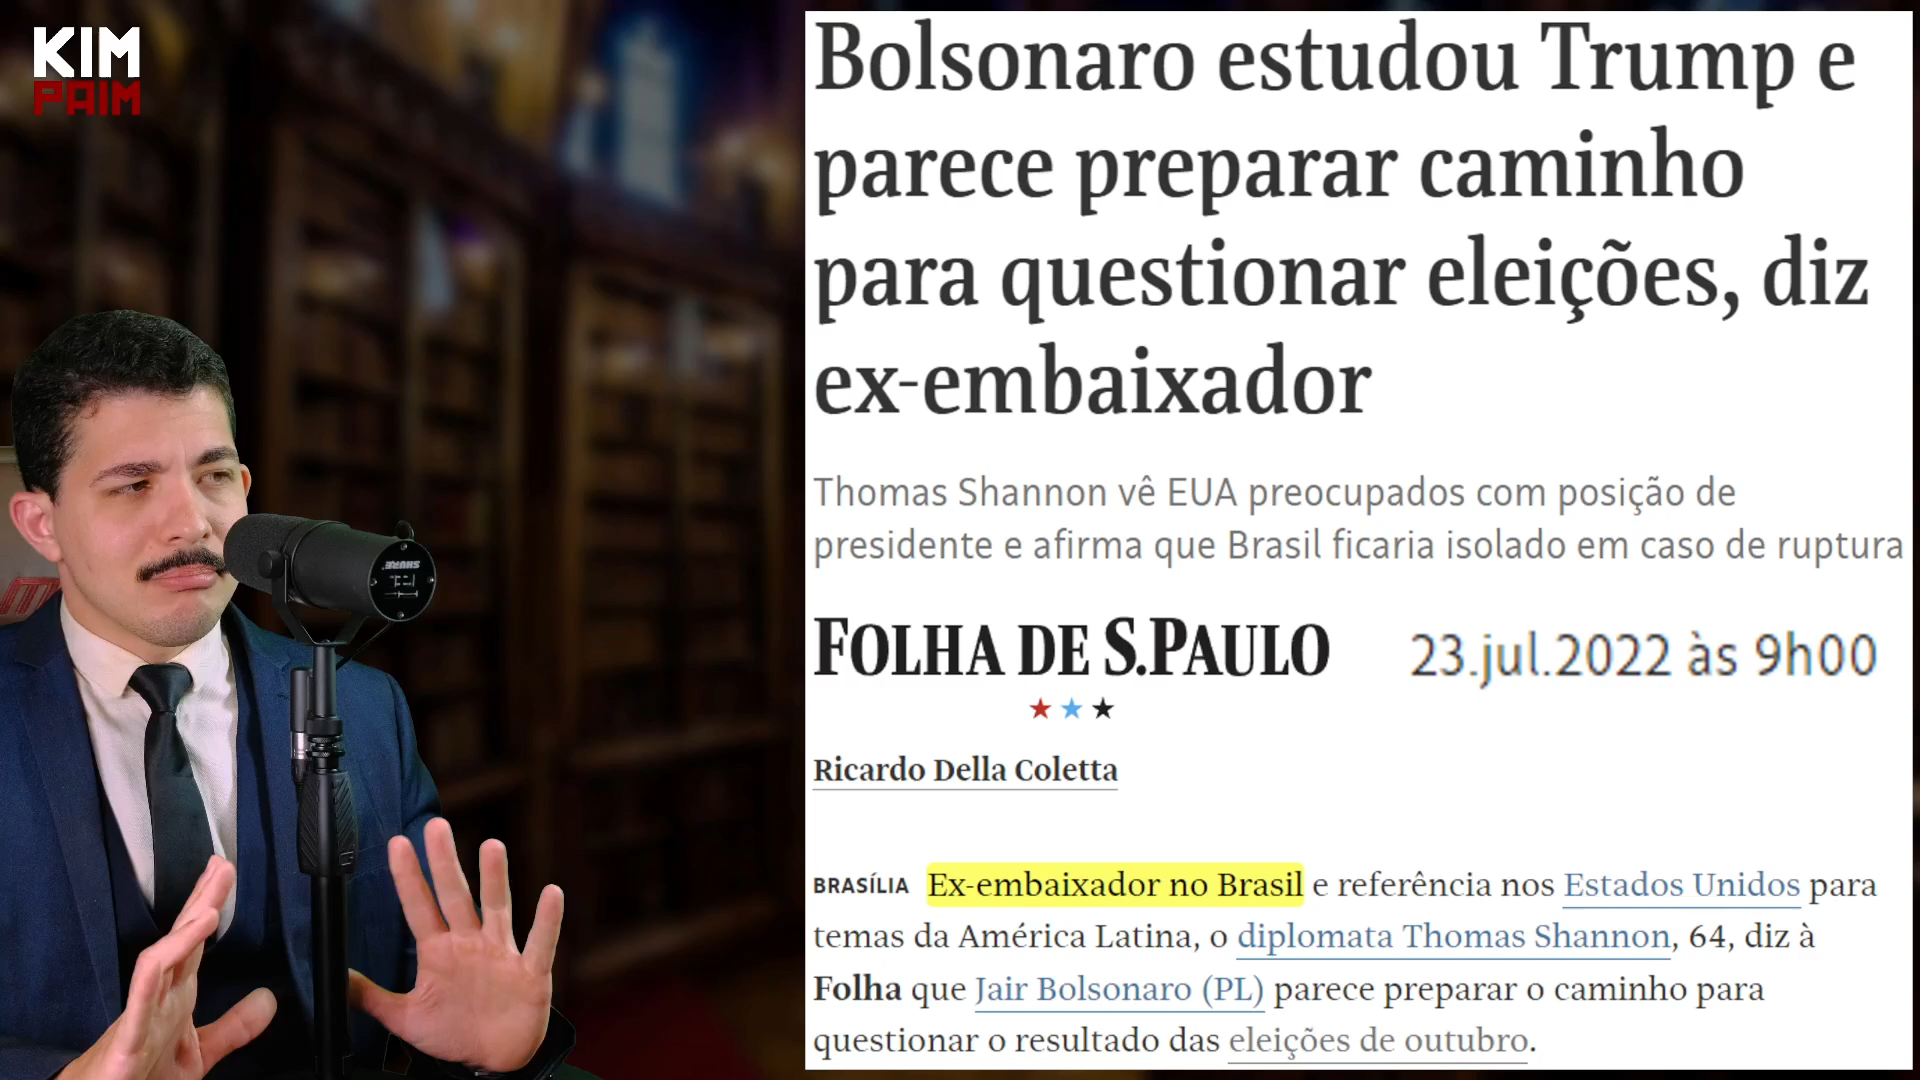 KIM
PAIM
Bolsonaro estudou Trump e
parece preparar caminho
para questionar eleições, diz
ex-embaixador
Thomas Shannon vê EUA preocupados com posição de
presidente e afirma que Brasil ficaria isolado em caso de ruptura
FOLHA DE S.PAULO
23.jul.2022 às 9h00
Ricardo Della Coletta
BRASÍLIA Ex-embaixador no Brasil e referência nos Estados Unidos para
temas da América Latina, o diplomata Thomas Shannon, 64, diz à
Folha que Jair Bolsonaro (PL) parece preparar o caminho para
questionar o resultado das eleições de outubro.
SHURE